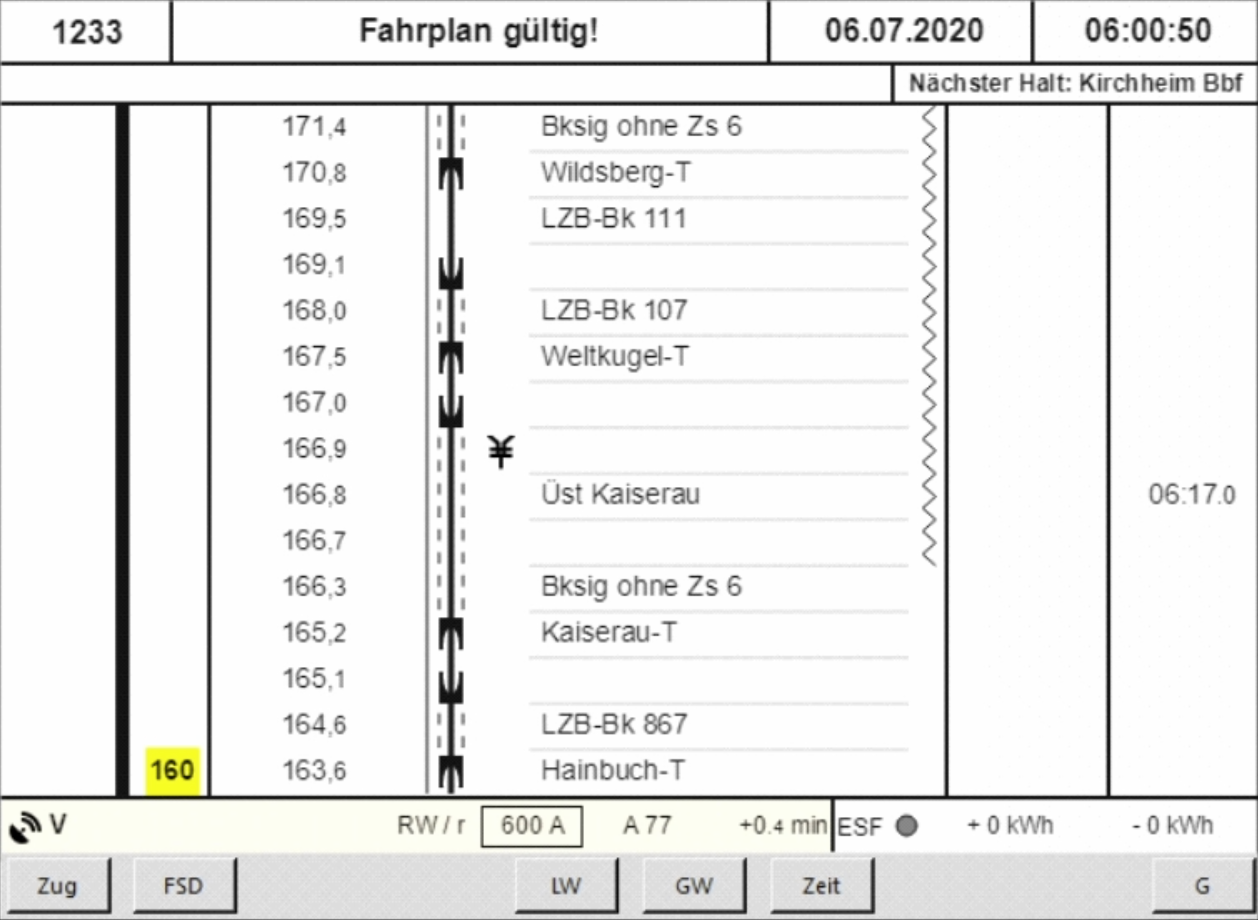 1233 Fahrplan gültig! 06.07.2020 06:00:50
Nächster Halt: Kirchheim Bbf
171,4 Bksig ohne Zs 6
170,8 Wildsberg-T
169,5 LZB-Bk 111
169,1
168,0 LZB-Bk 107
167,5 Weltkugel-T
167,0
166,9 ¥
166,8 Üst Kaiserau 06:17.0
166,7
166,3 Bksig ohne Zs 6
165,2 Kaiserau-T
165,1
164,6 LZB-Bk 867
160 163,6 Hainbuch-T
V RW / r 600 A A 77 +0.4 min ESF + 0 kWh - 0 kWh
Zug FSD LW GW Zeit G